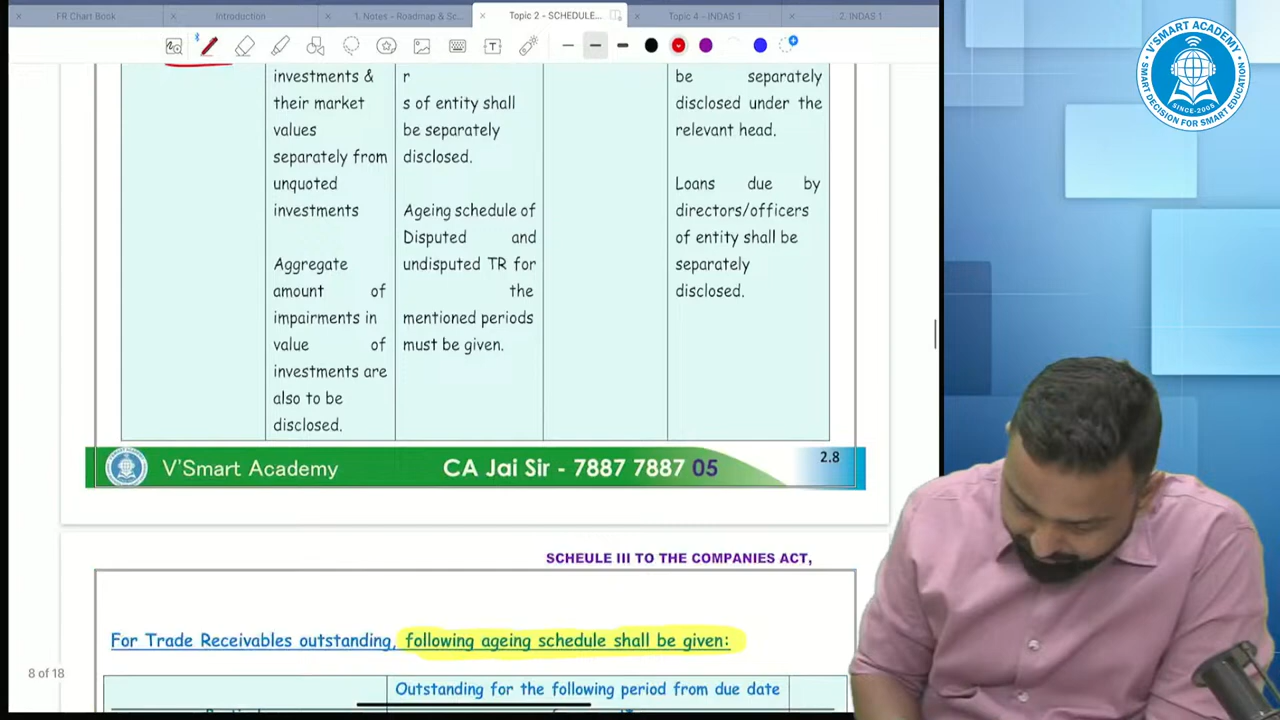 FR Chart Book
Introduction
1. Notes - Roadmap & Sc...
Topic 2 - SCHEDULE...
Topic 4 - INDAS 1
2. INDAS 1
investments &
their market
values
separately from
unquoted
investments
Aggregate
amount of
impairments in
value of
investments are
also to be
disclosed.
r
s of entity shall
be separately
disclosed.
Ageing schedule of
Disputed and
undisputed TR for
the
mentioned periods
must be given.
be separately
disclosed under the
relevant head.
Loans due by
directors/officers
of entity shall be
separately
disclosed.
V'Smart Academy
CA Jai Sir - 7887 7887 05
2.8
SCHEULE III TO THE COMPANIES ACT,
For Trade Receivables outstanding, following ageing schedule shall be given:
Outstanding for the following period from due date
8 of 18
V'SMART ACADEMY
SMART DECISION FOR SMART EDUCATION
SINCE-2005